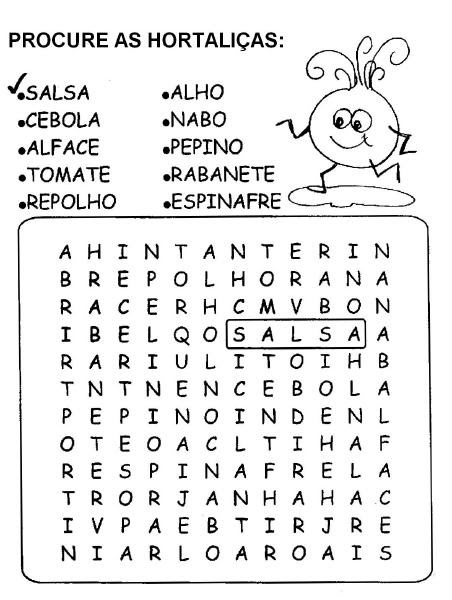 PROCURE AS HORTALIÇAS:
•SALSA •ALHO
•CEBOLA •NABO
•ALFACE •PEPINO
•TOMATE •RABANETE
•REPOLHO •ESPINAFRE
A H I N T A N T E R I N
B R E P O L H O R A N A
R A C E R H C M V B O N
I B E L Q O S A L S A A
R A R I U L I T O I H B
T N T N E N C E B O L A
P E P I N O I N D E N L
O T E O A C L T I H A F
R E S P I N A F R E L A
T R O R J A N H A H A C
I V P A E B T I R J R E
N I A R L O A R O A I S